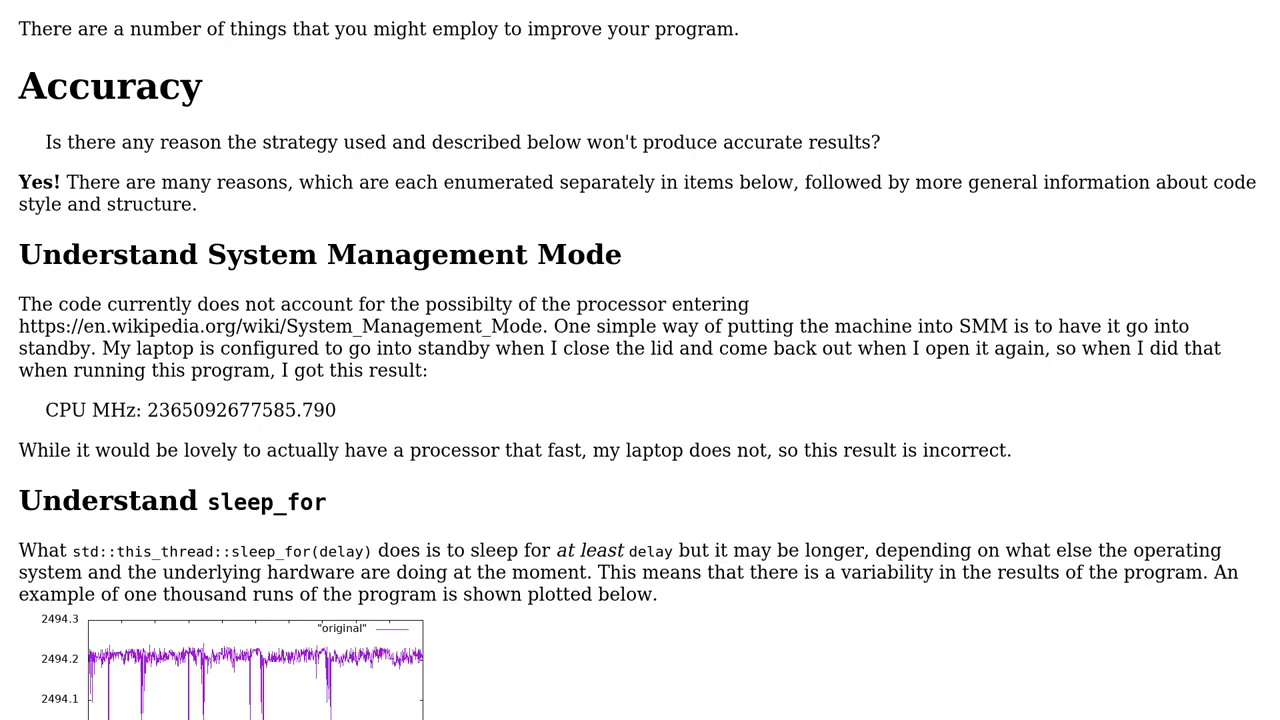 There are a number of things that you might employ to improve your program.
Accuracy
Is there any reason the strategy used and described below won't produce accurate results?
Yes! There are many reasons, which are each enumerated separately in items below, followed by more general information about code
style and structure.
Understand System Management Mode
The code currently does not account for the possibilty of the processor entering
https://en.wikipedia.org/wiki/System_Management_Mode. One simple way of putting the machine into SMM is to have it go into
standby. My laptop is configured to go into standby when I close the lid and come back out when I open it again, so when I did that
when running this program, I got this result:
CPU MHz: 2365092677585.790
While it would be lovely to actually have a processor that fast, my laptop does not, so this result is incorrect.
Understand sleep_for
What std::this_thread::sleep_for(delay) does is to sleep for at least delay but it may be longer, depending on what else the operating
system and the underlying hardware are doing at the moment. This means that there is a variability in the results of the program. An
example of one thousand runs of the program is shown plotted below.
2494.3
"original"
2494.2
2494.1